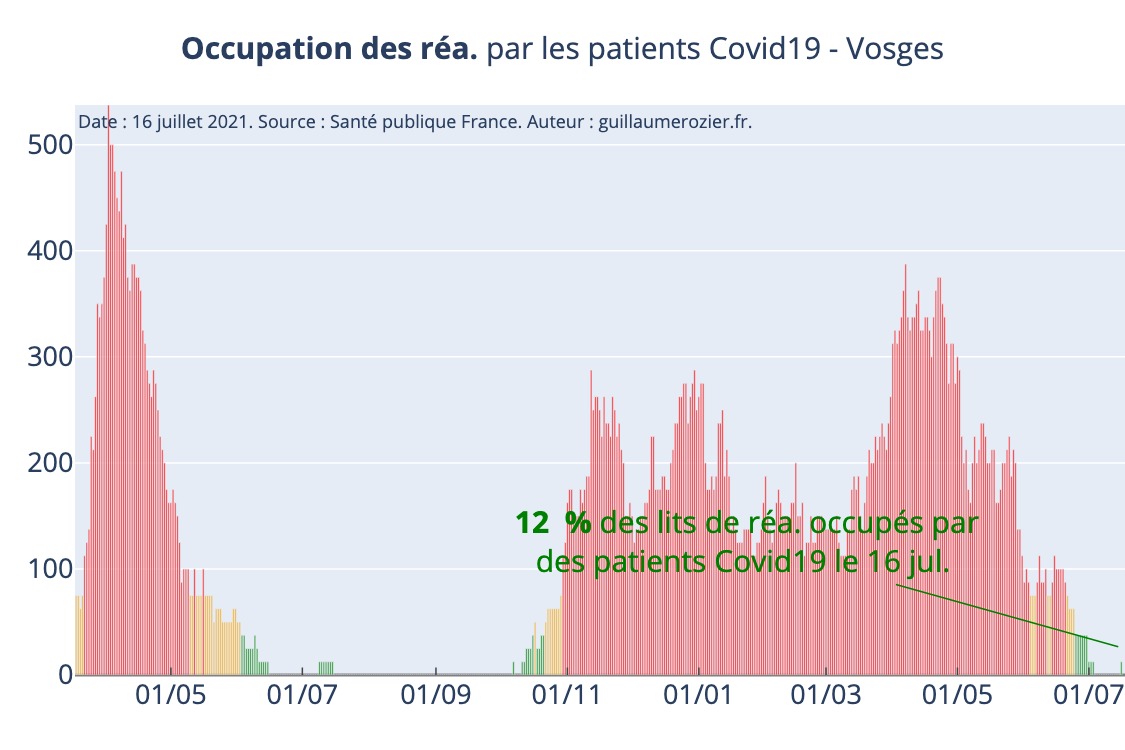 Occupation des réa. par les patients Covid19 - Vosges
Date : 16 juillet 2021. Source : Santé publique France. Auteur : guillaumerozier.fr.
500
400
300
200
12 % des lits de réa. occupés par
des patients Covid19 le 16 jul.
100
0
01/05 01/07 01/09 01/11 01/01 01/03 01/05 01/07